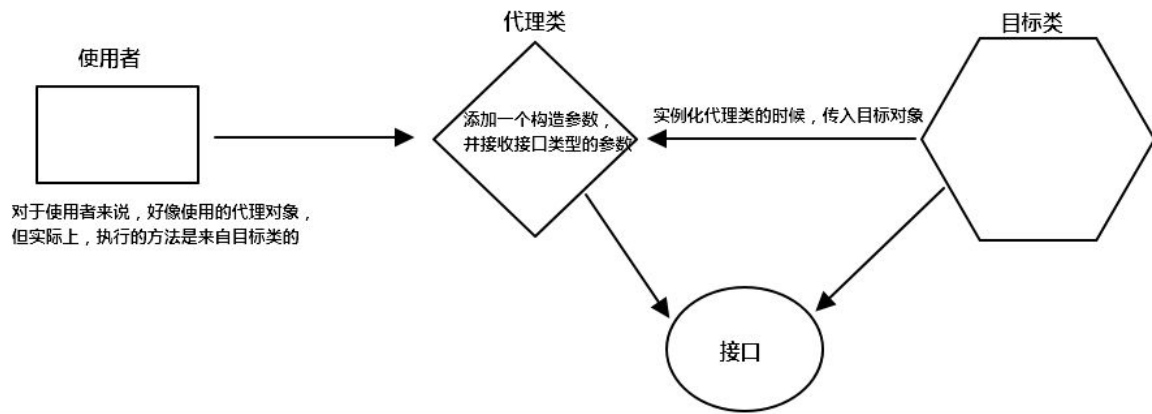 代理类
目标类
使用者
添加一个构造参数，
并接收接口类型的参数
实例化代理类的时候，传入目标对象
对于使用者来说，好像使用的代理对象，
但实际上，执行的方法是来自目标类的
接口